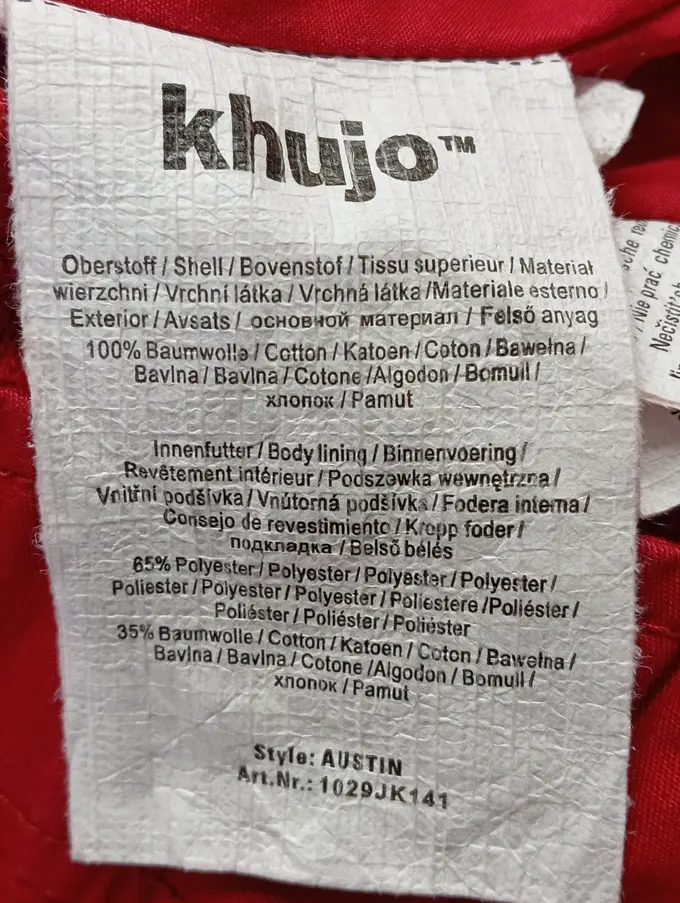 khujo™
Oberstoff / Shell / Bovenstof / Tissu superieur / Materiał
wierzchni / Vrchní látka / Vrchná látka /Materiale esterno /
Exterior / Avsats / основной материал / Felső anyag
100% Baumwolle / Cotton / Katoen / Coton / Bawełna /
Bavlna / Bavlna / Cotone /Algodon / Bomull /
хлопок / Pamut
Innenfutter / Body lining / Binnenvoering /
Revêtement intérieur / Podszewka wewnętrzna /
Vnitřní podšívka / Vnútorná podšívka / Fodera interna /
Consejo de revestimiento / Kropp foder /
подкладка / Belső bélés
65% Polyester / Polyester / Polyester / Polyester /
Poliester / Polyester / Polyester / Poliestere /Poliéster /
Poliéster / Poliéster / Poliester
35% Baumwolle / Cotton / Katoen / Coton / Bawełna /
Bavlna / Bavlna / Cotone /Algodon / Bomull /
хлопок / Pamut
Style: AUSTIN
Art.Nr.: 1029JK141
/ Nie prać chemic